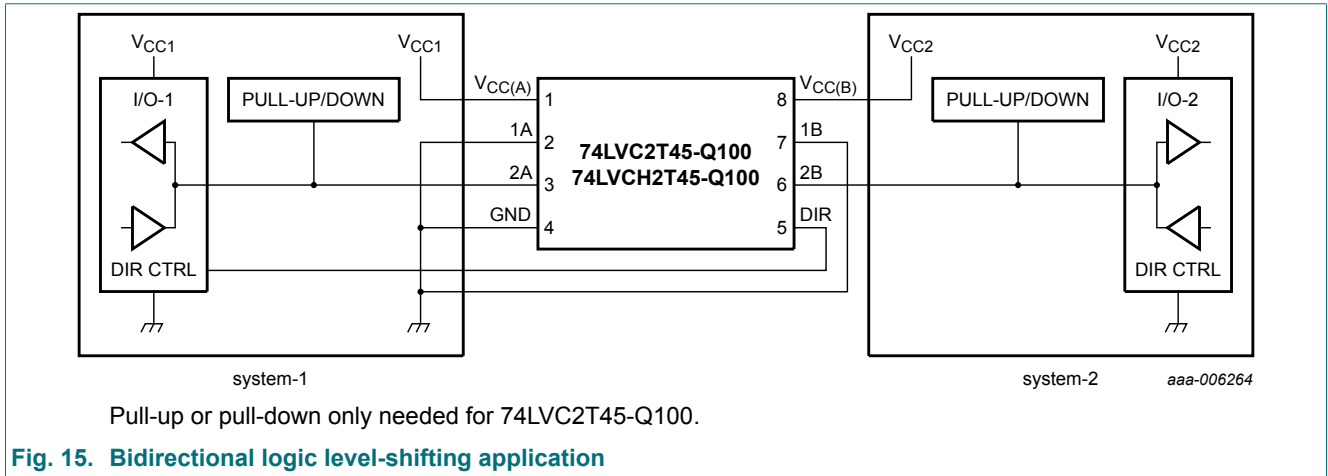 VCC1
VCC1
VCC2
VCC2
I/O-1
PULL-UP/DOWN
VCC(A)
1
8
VCC(B)
PULL-UP/DOWN
I/O-2
1A
2
74LVC2T45-Q100
7
1B
2A
3
74LVCH2T45-Q100
6
2B
GND
4
5
DIR
DIR CTRL
DIR CTRL
system-1
system-2
aaa-006264
Pull-up or pull-down only needed for 74LVC2T45-Q100.
Fig. 15. Bidirectional logic level-shifting application